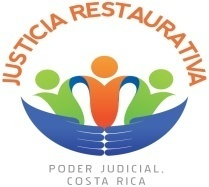 JUSTICIA RESTAURATIVA
PODER JUDICIAL,
COSTA RICA